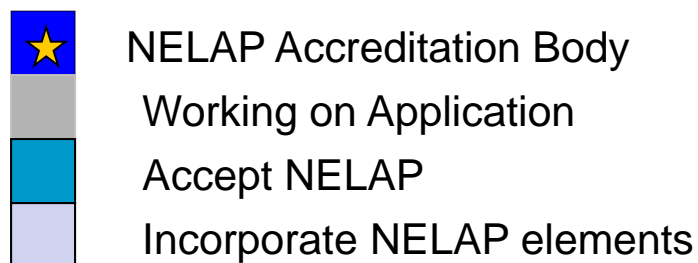 NELAP Accreditation Body
Working on Application
Accept NELAP
Incorporate NELAP elements